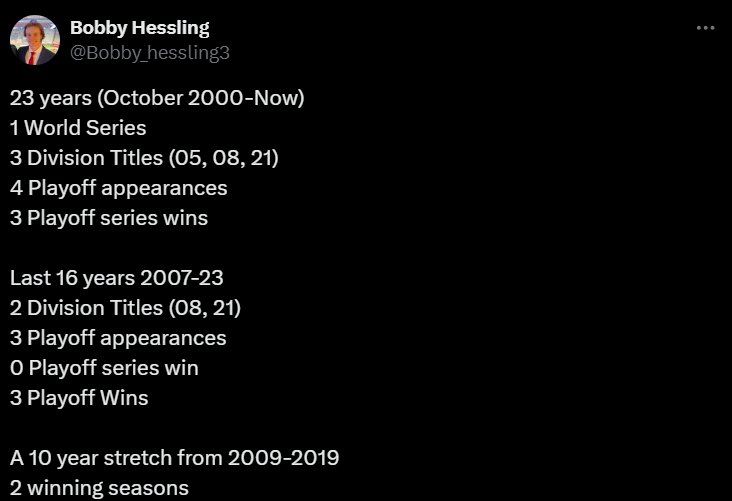 Bobby Hessling
@Bobby_hessling3
23 years (October 2000-Now)
1 World Series
3 Division Titles (05, 08, 21)
4 Playoff appearances
3 Playoff series wins
Last 16 years 2007-23
2 Division Titles (08, 21)
3 Playoff appearances
0 Playoff series win
3 Playoff Wins
A 10 year stretch from 2009-2019
2 winning seasons